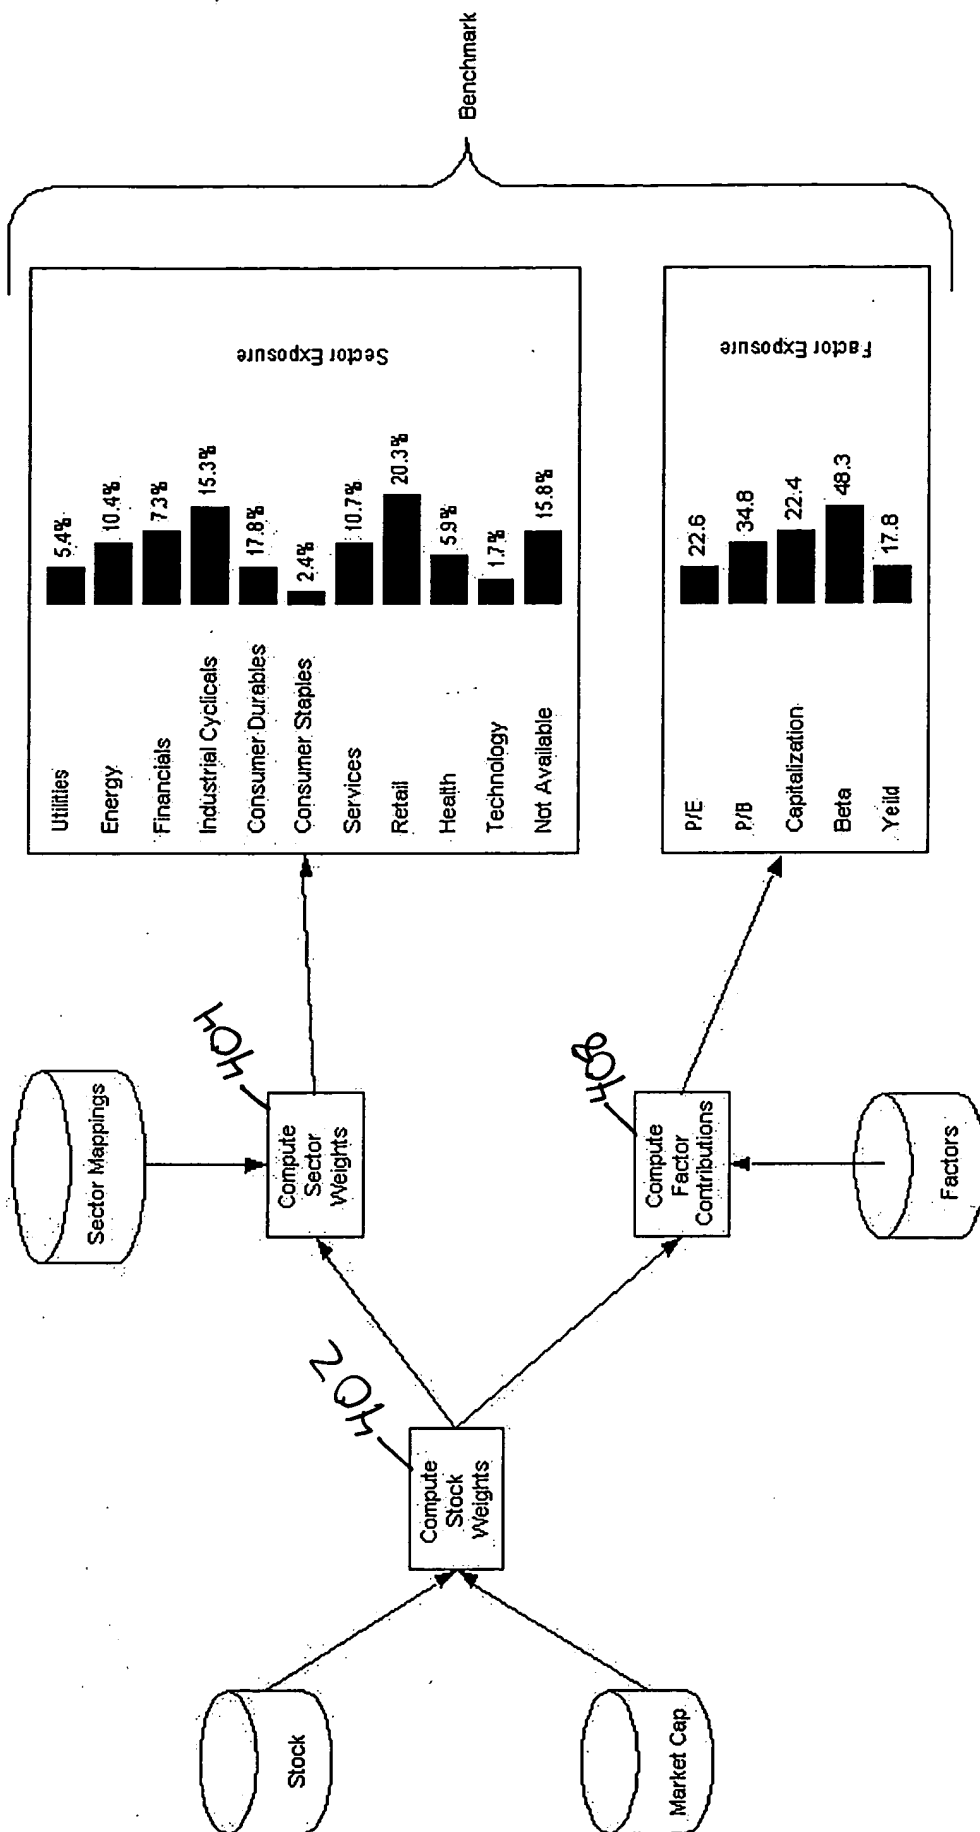 Stock
Market Cap
Compute
Stock
Weights
402
Sector Mappings
Compute
Sector
Weights
404
Compute
Factor
Contributions
408
Factors
Utilities 5.4%
Energy 10.4%
Financials 7.3%
Industrial Cyclicals 15.3%
Consumer Durables 17.8%
Consumer Staples 2.4%
Services 10.7%
Retail 20.3%
Health 5.9%
Technology 1.7%
Not Available 15.8%
Sector Exposure
P/E 22.6
P/B 34.8
Capitalization 22.4
Beta 48.3
Yeild 17.8
Factor Exposure
Benchmark